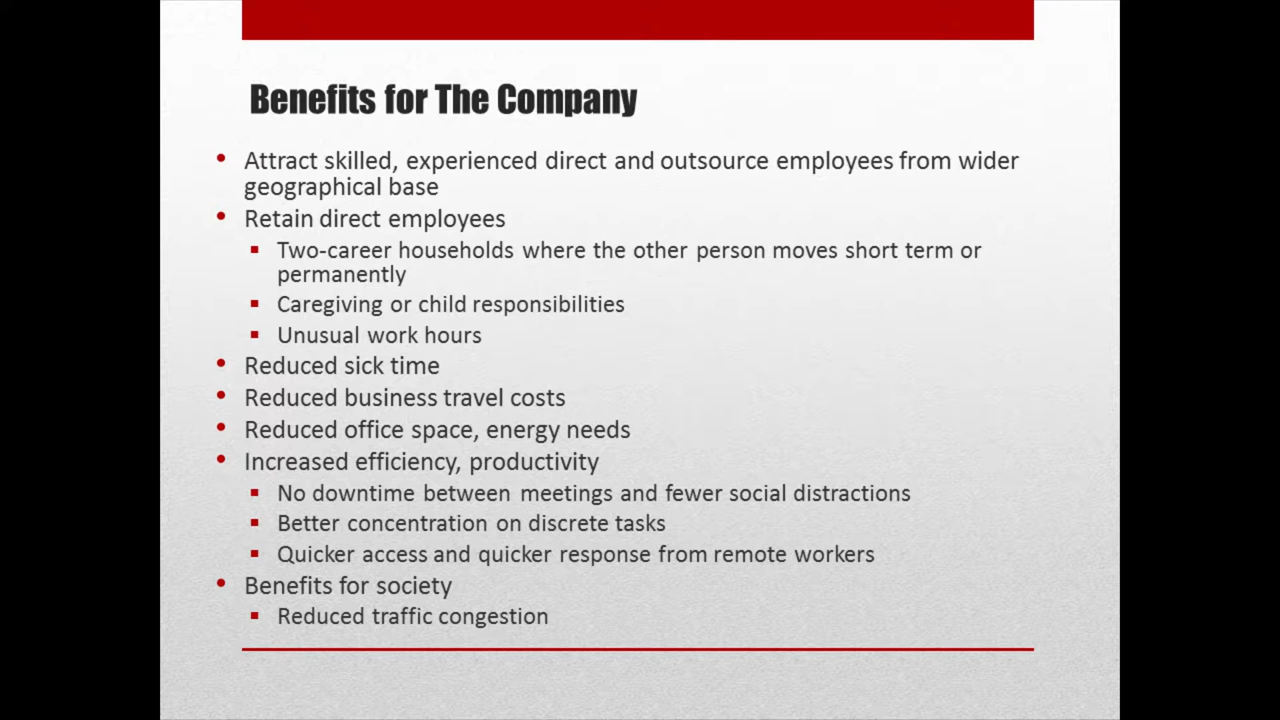 Benefits for The Company
• Attract skilled, experienced direct and outsource employees from wider
geographical base
• Retain direct employees
▪ Two-career households where the other person moves short term or
permanently
▪ Caregiving or child responsibilities
▪ Unusual work hours
• Reduced sick time
• Reduced business travel costs
• Reduced office space, energy needs
• Increased efficiency, productivity
▪ No downtime between meetings and fewer social distractions
▪ Better concentration on discrete tasks
▪ Quicker access and quicker response from remote workers
• Benefits for society
▪ Reduced traffic congestion